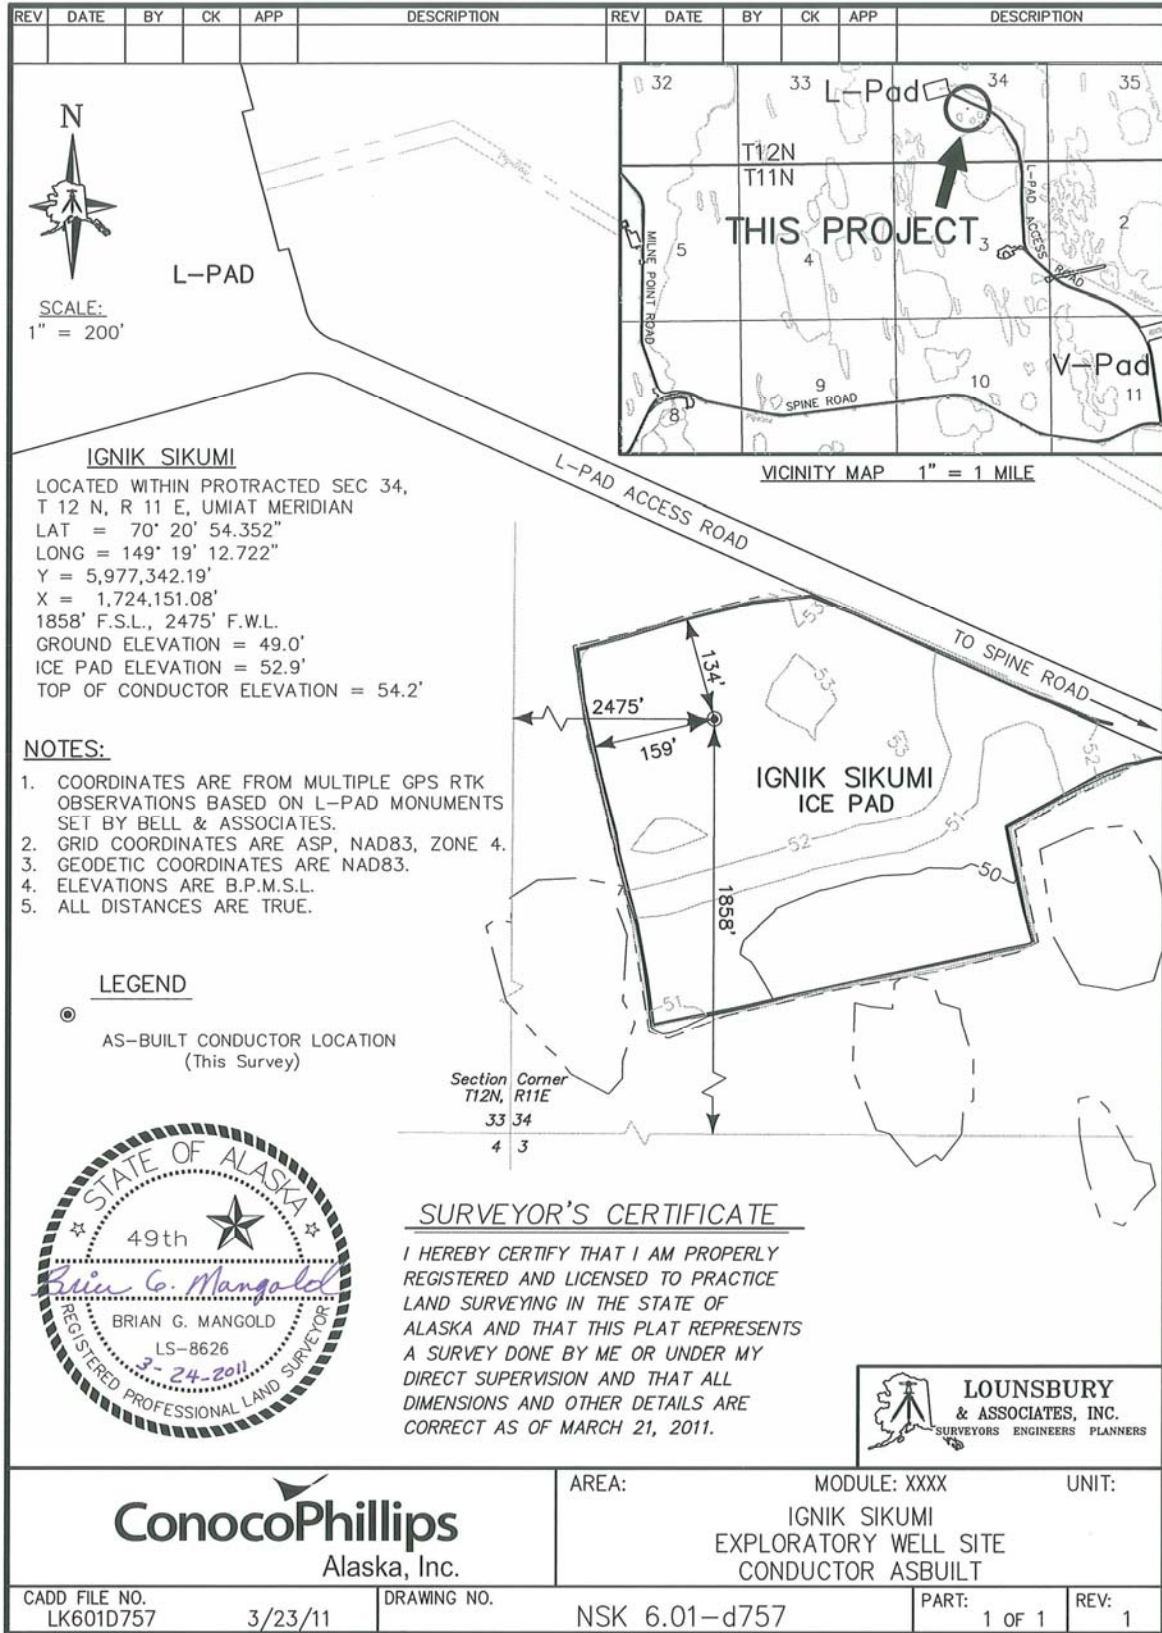 REV DATE BY CK APP DESCRIPTION REV DATE BY CK APP DESCRIPTION
N
SCALE:
1" = 200'
L-PAD
32 33 34 35
L-Pad
T12N
T11N
THIS PROJECT
5 4 3 2
MILNE POINT ROAD
L-PAD ACCESS ROAD
V-Pad
8 9 10 11
SPINE ROAD
Pipeline
VICINITY MAP 1" = 1 MILE
IGNIK SIKUMI
LOCATED WITHIN PROTRACTED SEC 34,
T 12 N, R 11 E, UMIAT MERIDIAN
LAT = 70° 20' 54.352"
LONG = 149° 19' 12.722"
Y = 5,977,342.19'
X = 1,724,151.08'
1858' F.S.L., 2475' F.W.L.
GROUND ELEVATION = 49.0'
ICE PAD ELEVATION = 52.9'
TOP OF CONDUCTOR ELEVATION = 54.2'
L-PAD ACCESS ROAD
TO SPINE ROAD
53
134'
53
2475'
159'
53
52
IGNIK SIKUMI
ICE PAD
51
52
50
1858'
51
NOTES:
1. COORDINATES ARE FROM MULTIPLE GPS RTK
OBSERVATIONS BASED ON L-PAD MONUMENTS
SET BY BELL & ASSOCIATES.
2. GRID COORDINATES ARE ASP, NAD83, ZONE 4.
3. GEODETIC COORDINATES ARE NAD83.
4. ELEVATIONS ARE B.P.M.S.L.
5. ALL DISTANCES ARE TRUE.
LEGEND
AS-BUILT CONDUCTOR LOCATION
(This Survey)
Section Corner
T12N, R11E
33 34
4 3
STATE OF ALASKA
49th
Brian G. Mangold
BRIAN G. MANGOLD
LS-8626
3-24-2011
REGISTERED PROFESSIONAL LAND SURVEYOR
SURVEYOR'S CERTIFICATE
I HEREBY CERTIFY THAT I AM PROPERLY
REGISTERED AND LICENSED TO PRACTICE
LAND SURVEYING IN THE STATE OF
ALASKA AND THAT THIS PLAT REPRESENTS
A SURVEY DONE BY ME OR UNDER MY
DIRECT SUPERVISION AND THAT ALL
DIMENSIONS AND OTHER DETAILS ARE
CORRECT AS OF MARCH 21, 2011.
LOUNSBURY
& ASSOCIATES, INC.
SURVEYORS ENGINEERS PLANNERS
ConocoPhillips
Alaska, Inc.
AREA: MODULE: XXXX UNIT:
IGNIK SIKUMI
EXPLORATORY WELL SITE
CONDUCTOR ASBUILT
CADD FILE NO.
LK601D757 3/23/11
DRAWING NO.
NSK 6.01-d757
PART:
1 OF 1
REV:
1